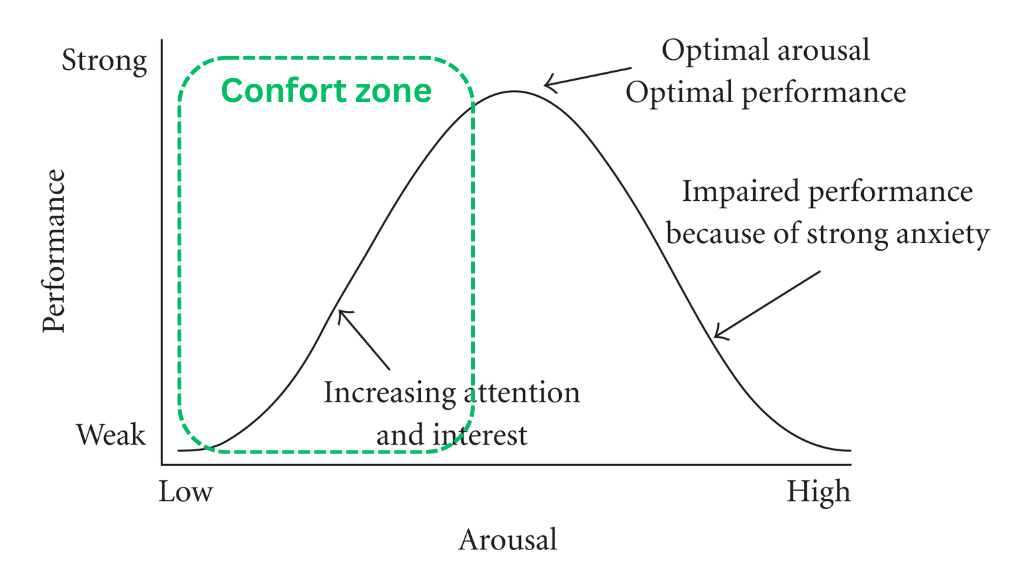 Strong
Confort zone
Optimal arousal
Optimal performance
Impaired performance
because of strong anxiety
Performance
Increasing attention
and interest
Weak
Low
High
Arousal